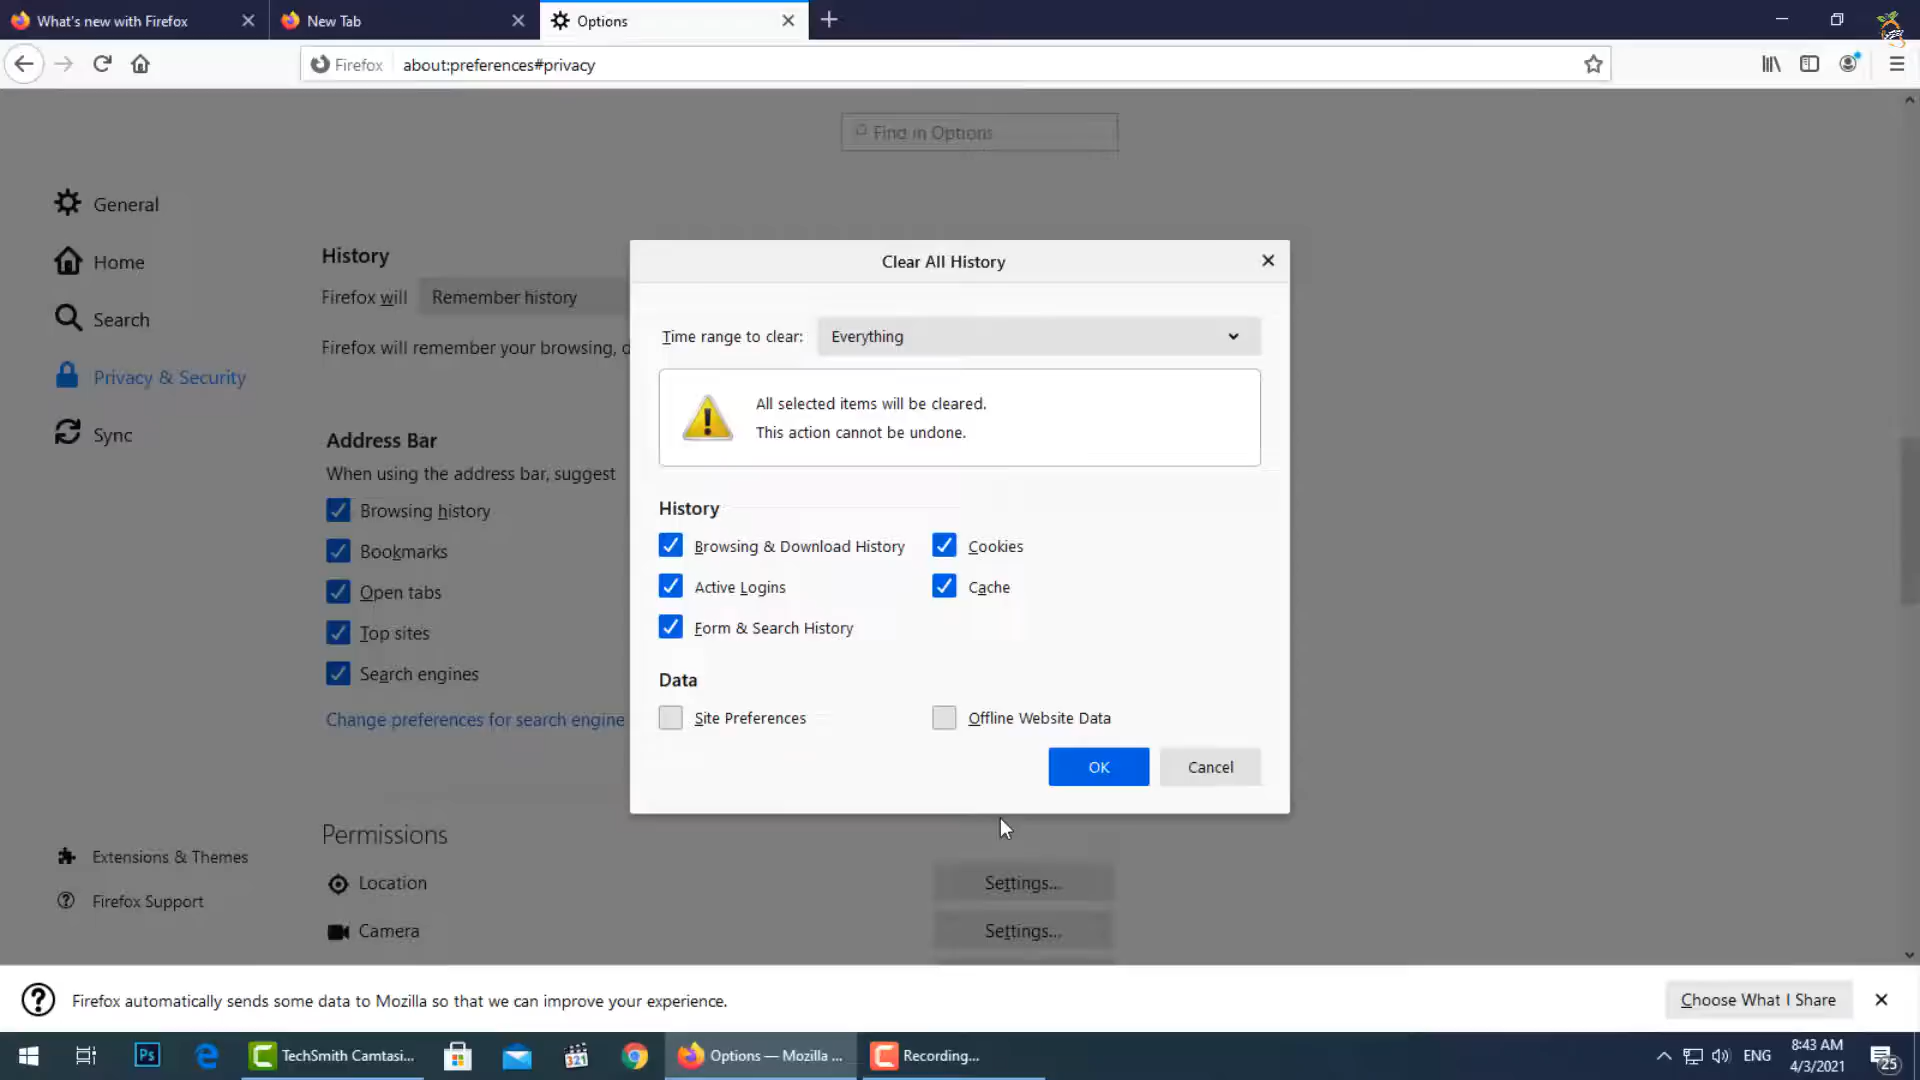 What's new with Firefox
New Tab
Options
Firefox
about:preferences#privacy
Find in Options
General
Home
Search
Privacy & Security
Sync
Extensions & Themes
Firefox Support
History
Firefox will
Remember history
Firefox will remember your browsing,
Address Bar
When using the address bar, suggest
Browsing history
Bookmarks
Open tabs
Top sites
Search engines
Change preferences for search engine
Permissions
Location
Settings...
Camera
Settings...
Clear All History
Time range to clear:
Everything
All selected items will be cleared.
This action cannot be undone.
History
Browsing & Download History
Cookies
Active Logins
Cache
Form & Search History
Data
Site Preferences
Offline Website Data
OK
Cancel
Firefox automatically sends some data to Mozilla so that we can improve your experience.
Choose What I Share
Ps
TechSmith Camtasi...
321
Options — Mozilla ...
Recording...
ENG
8:43 AM
4/3/2021
25